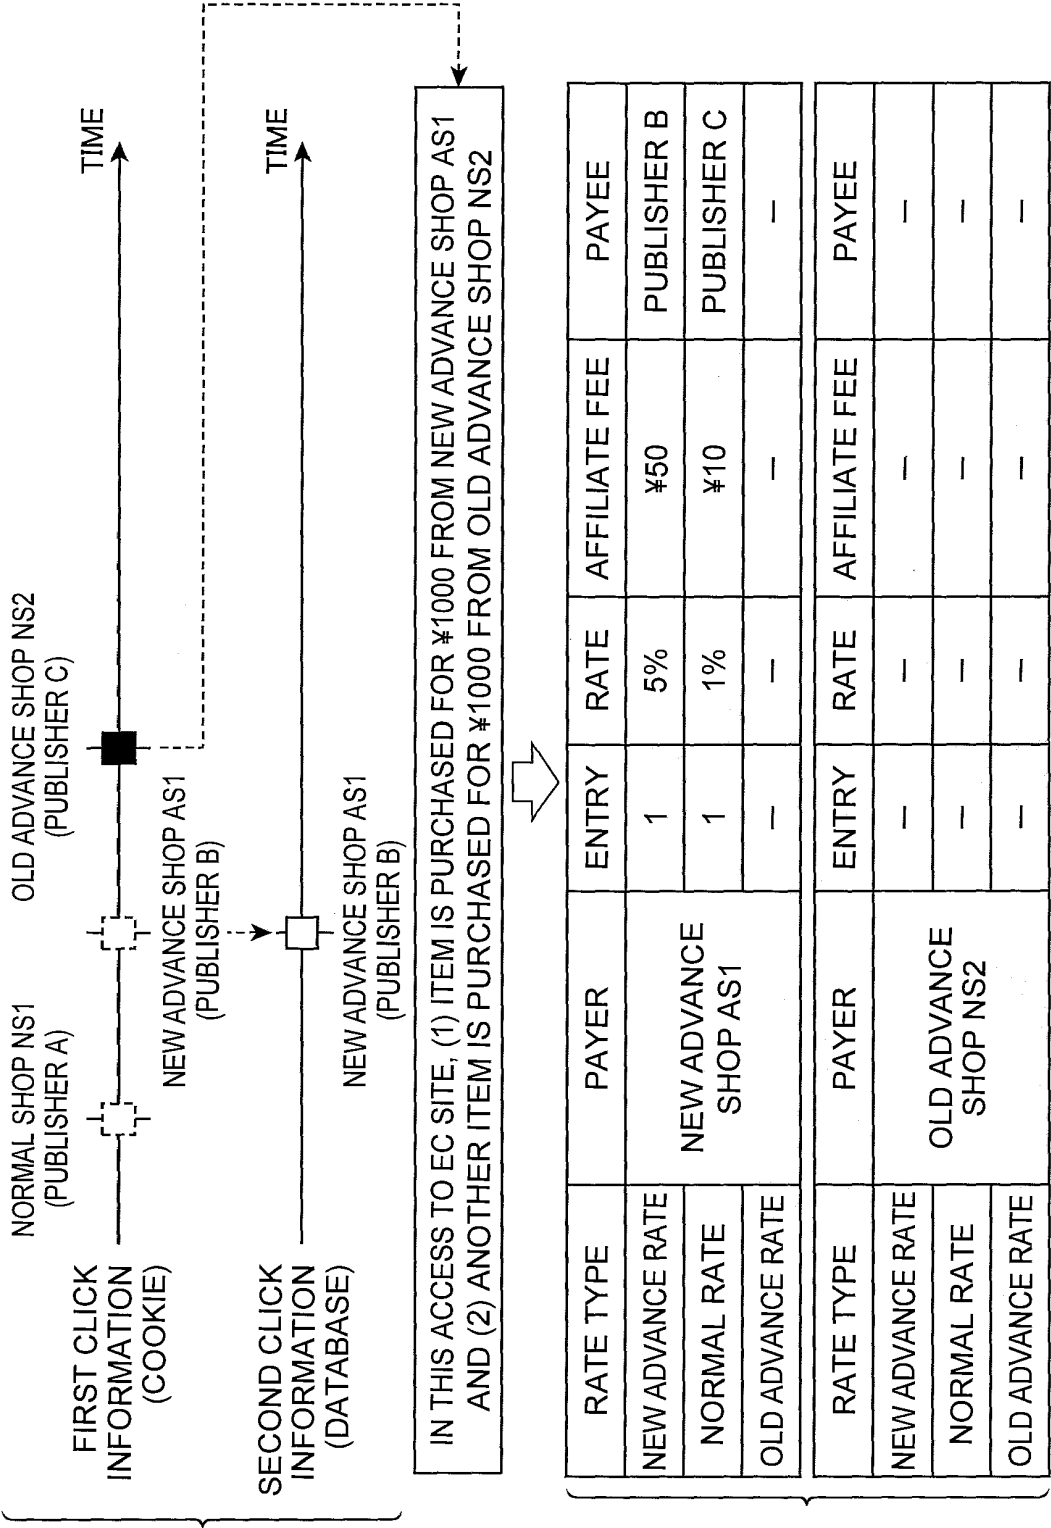 NORMAL SHOP NS1
(PUBLISHER A)
OLD ADVANCE SHOP NS2
(PUBLISHER C)
FIRST CLICK
INFORMATION
(COOKIE)
TIME
NEW ADVANCE SHOP AS1
(PUBLISHER B)
SECOND CLICK
INFORMATION
(DATABASE)
TIME
NEW ADVANCE SHOP AS1
(PUBLISHER B)
IN THIS ACCESS TO EC SITE, (1) ITEM IS PURCHASED FOR ¥1000 FROM NEW ADVANCE SHOP AS1
AND (2) ANOTHER ITEM IS PURCHASED FOR ¥1000 FROM OLD ADVANCE SHOP NS2
RATE TYPE PAYER ENTRY RATE AFFILIATE FEE PAYEE
NEW ADVANCE RATE 1 5% ¥50 PUBLISHER B
NEW ADVANCE
SHOP AS1
NORMAL RATE 1 1% ¥10 PUBLISHER C
OLD ADVANCE RATE – – – –
RATE TYPE PAYER ENTRY RATE AFFILIATE FEE PAYEE
NEW ADVANCE RATE – – – –
OLD ADVANCE
SHOP NS2
NORMAL RATE – – – –
OLD ADVANCE RATE – – – –